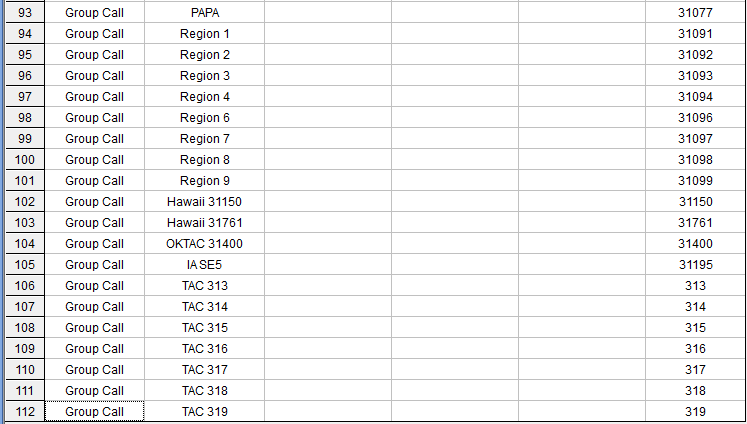 93 Group Call PAPA 31077
94 Group Call Region 1 31091
95 Group Call Region 2 31092
96 Group Call Region 3 31093
97 Group Call Region 4 31094
98 Group Call Region 6 31096
99 Group Call Region 7 31097
100 Group Call Region 8 31098
101 Group Call Region 9 31099
102 Group Call Hawaii 31150 31150
103 Group Call Hawaii 31761 31761
104 Group Call OKTAC 31400 31400
105 Group Call IA SE5 31195
106 Group Call TAC 313 313
107 Group Call TAC 314 314
108 Group Call TAC 315 315
109 Group Call TAC 316 316
110 Group Call TAC 317 317
111 Group Call TAC 318 318
112 Group Call TAC 319 319